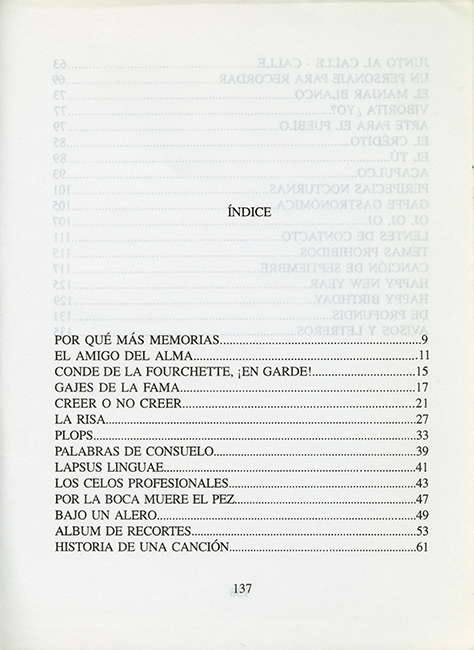 ÍNDICE
POR QUÉ MÁS MEMORIAS 9
EL AMIGO DEL ALMA 11
CONDE DE LA FOURCHETTE, ¡EN GARDE! 15
GAJES DE LA FAMA 17
CREER O NO CREER 21
LA RISA 27
PLOPS 33
PALABRAS DE CONSUELO 39
LAPSUS LINGUAE 41
LOS CELOS PROFESIONALES 43
POR LA BOCA MUERE EL PEZ 47
BAJO UN ALERO 49
ALBUM DE RECORTES 53
HISTORIA DE UNA CANCIÓN 61
137